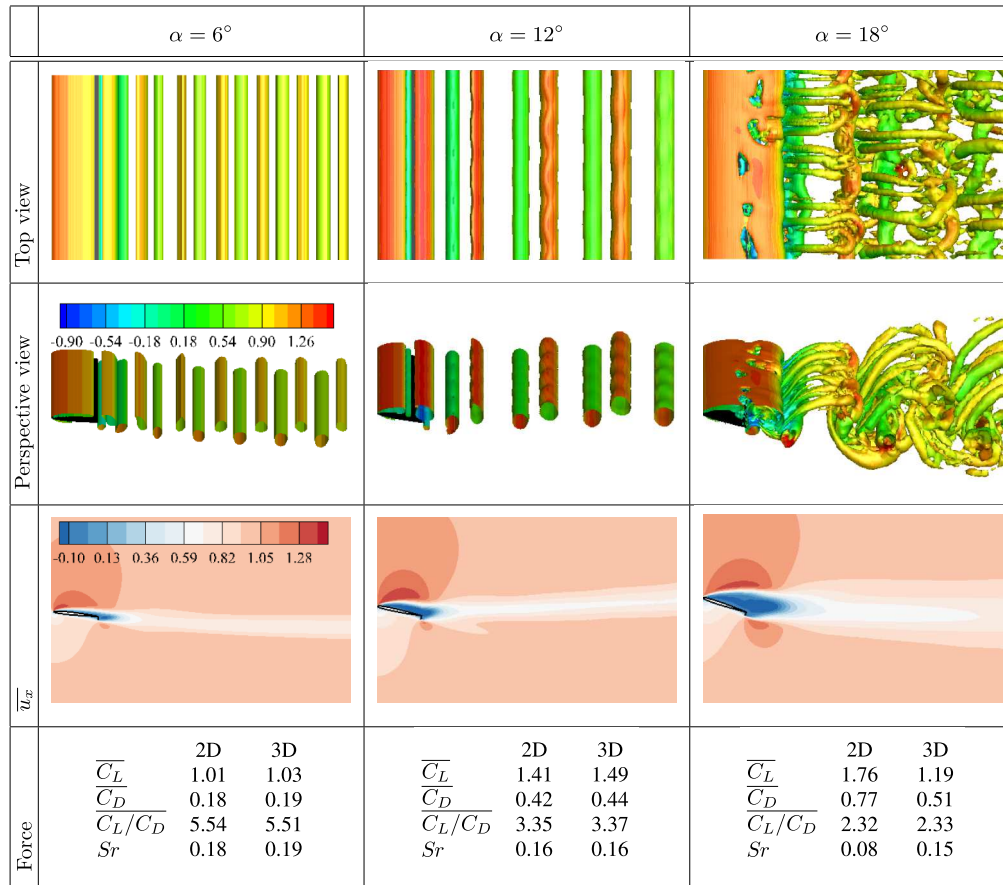 α = 6° α = 12° α = 18°
Top view
Perspective view
-0.90 -0.54 -0.18 0.18 0.54 0.90 1.26
u_x
-0.10 0.13 0.36 0.59 0.82 1.05 1.28
Force
2D 3D 2D 3D 2D 3D
C_L 1.01 1.03 C_L 1.41 1.49 C_L 1.76 1.19
C_D 0.18 0.19 C_D 0.42 0.44 C_D 0.77 0.51
C_L/C_D 5.54 5.51 C_L/C_D 3.35 3.37 C_L/C_D 2.32 2.33
Sr 0.18 0.19 Sr 0.16 0.16 Sr 0.08 0.15